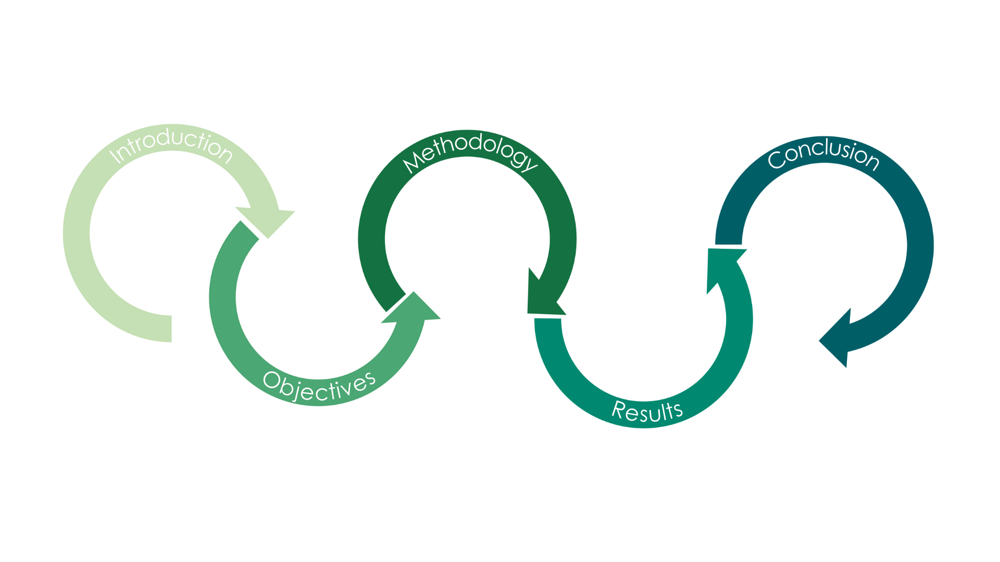 Introduction
Objectives
Methodology
Results
Conclusion